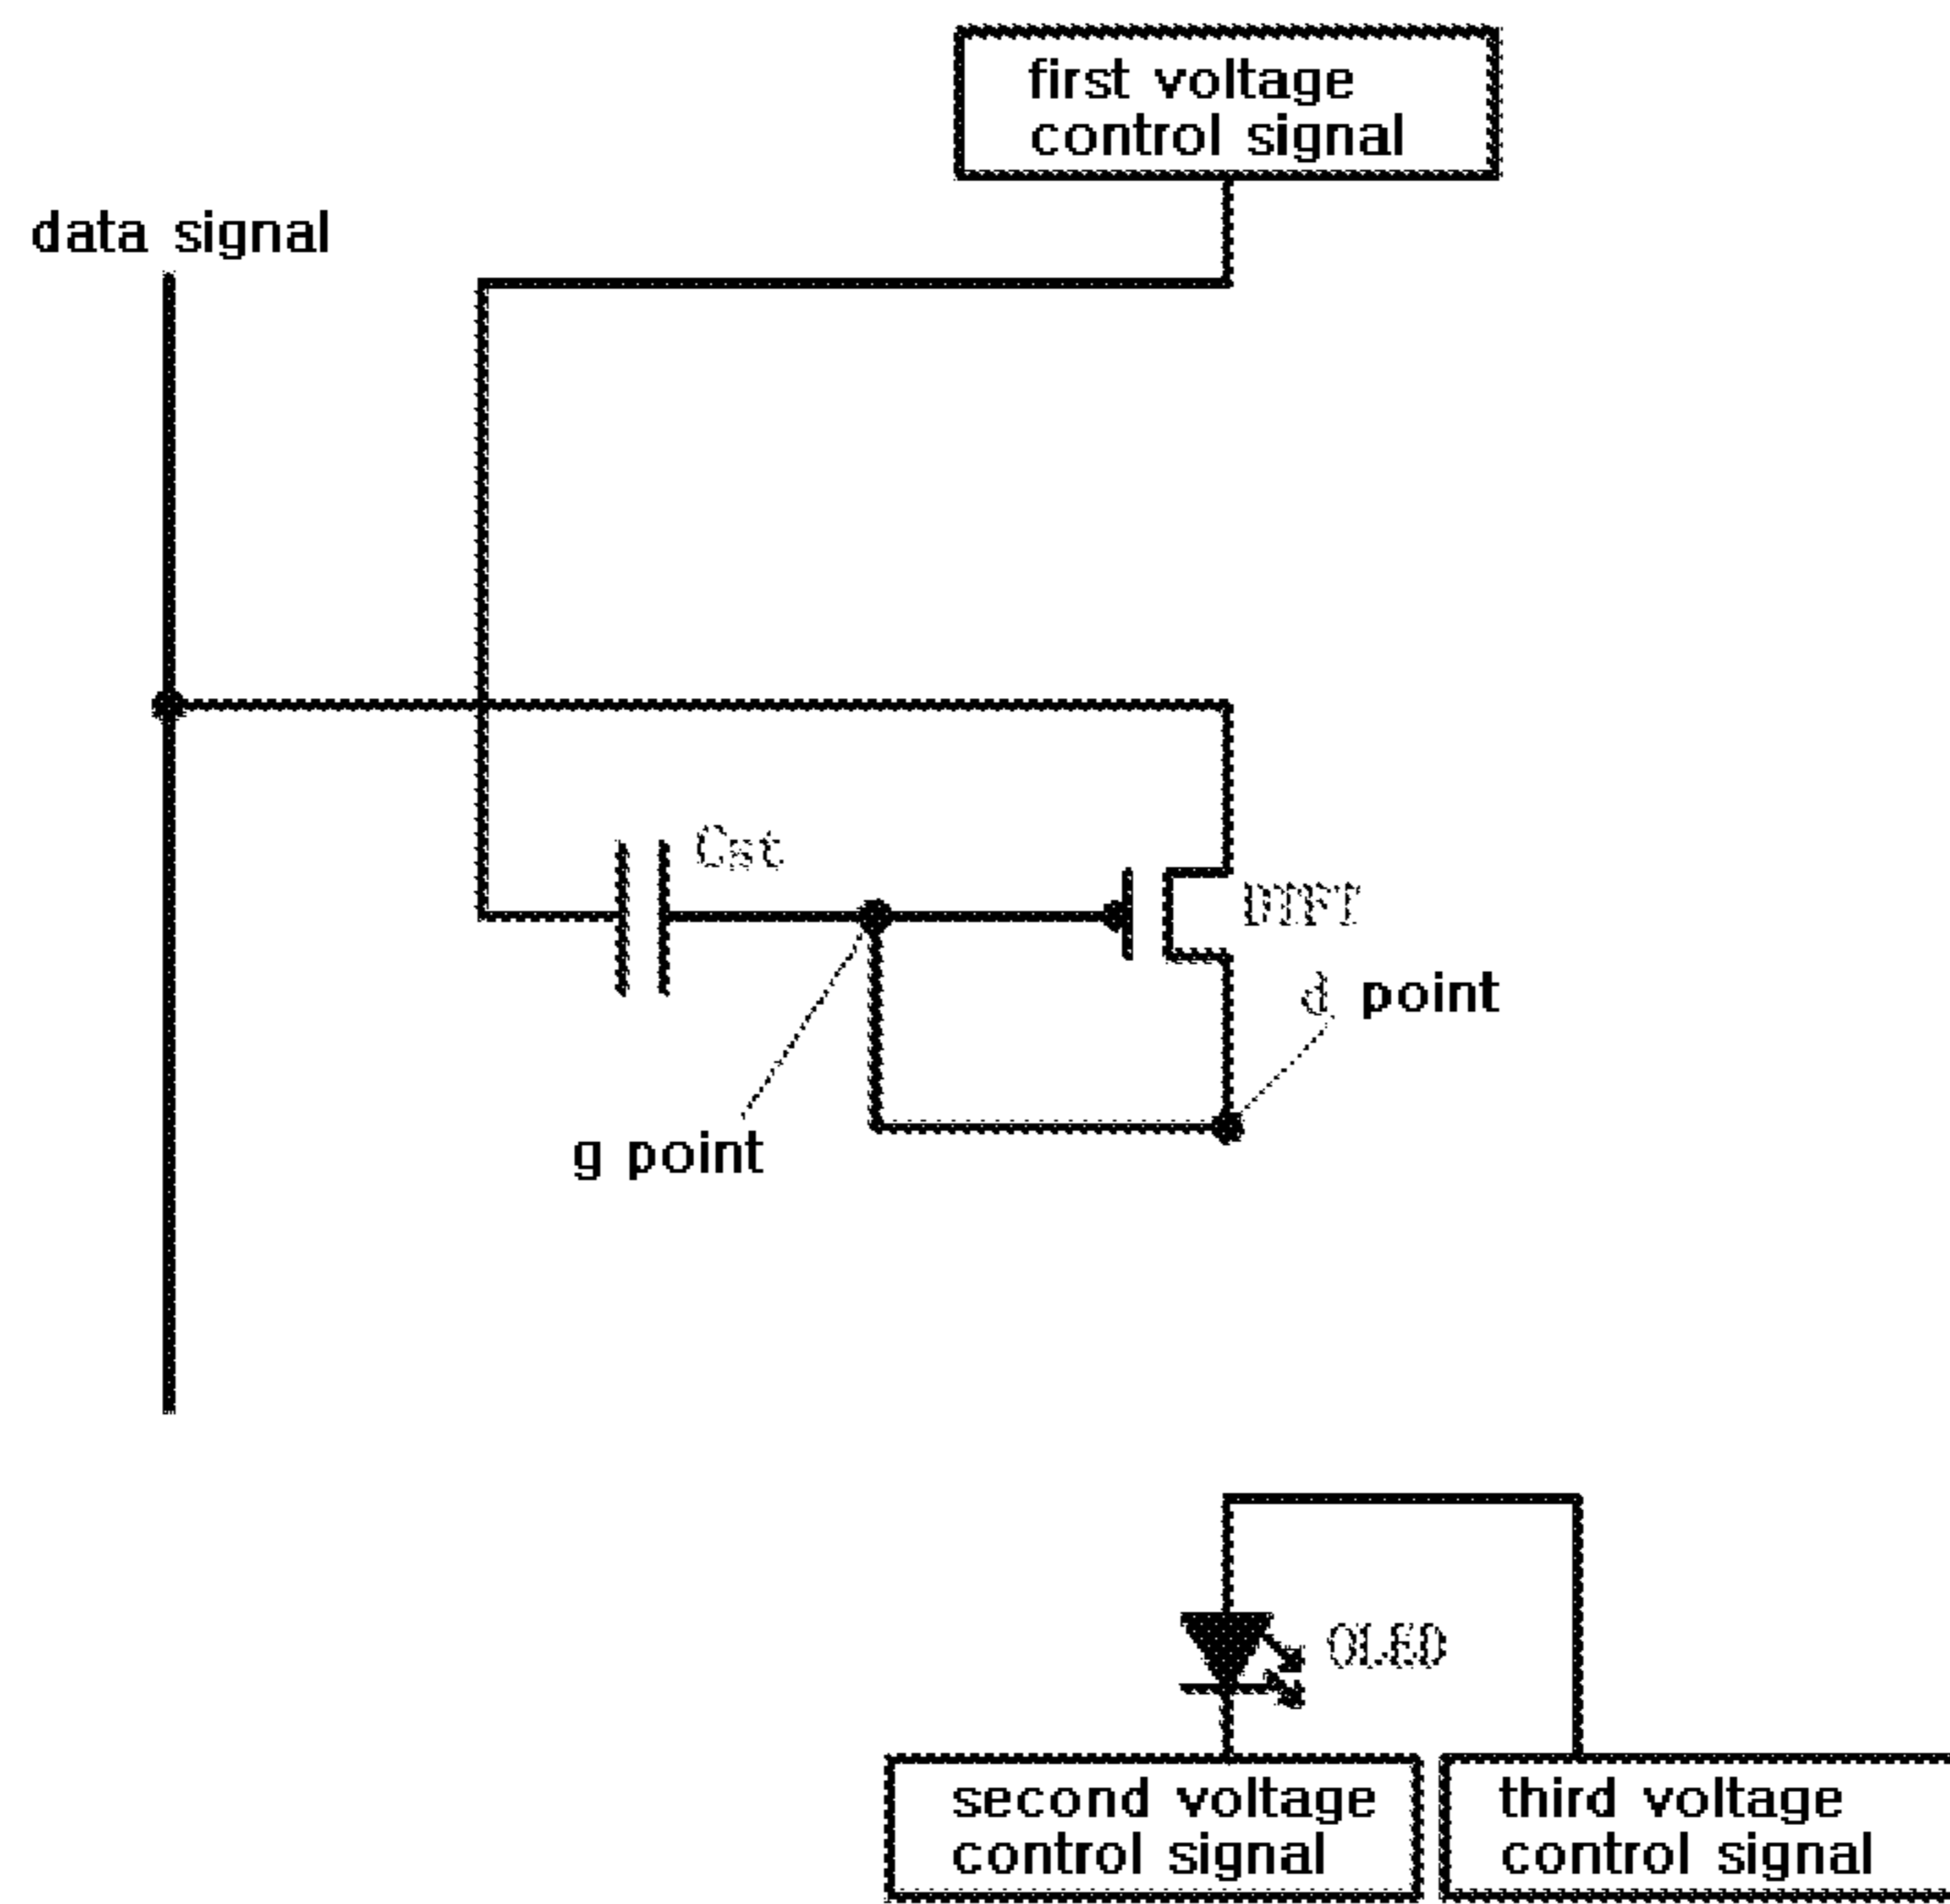 first voltage
control signal
data signal
Cst
DTFT
d point
g point
OLED
second voltage
control signal
third voltage
control signal